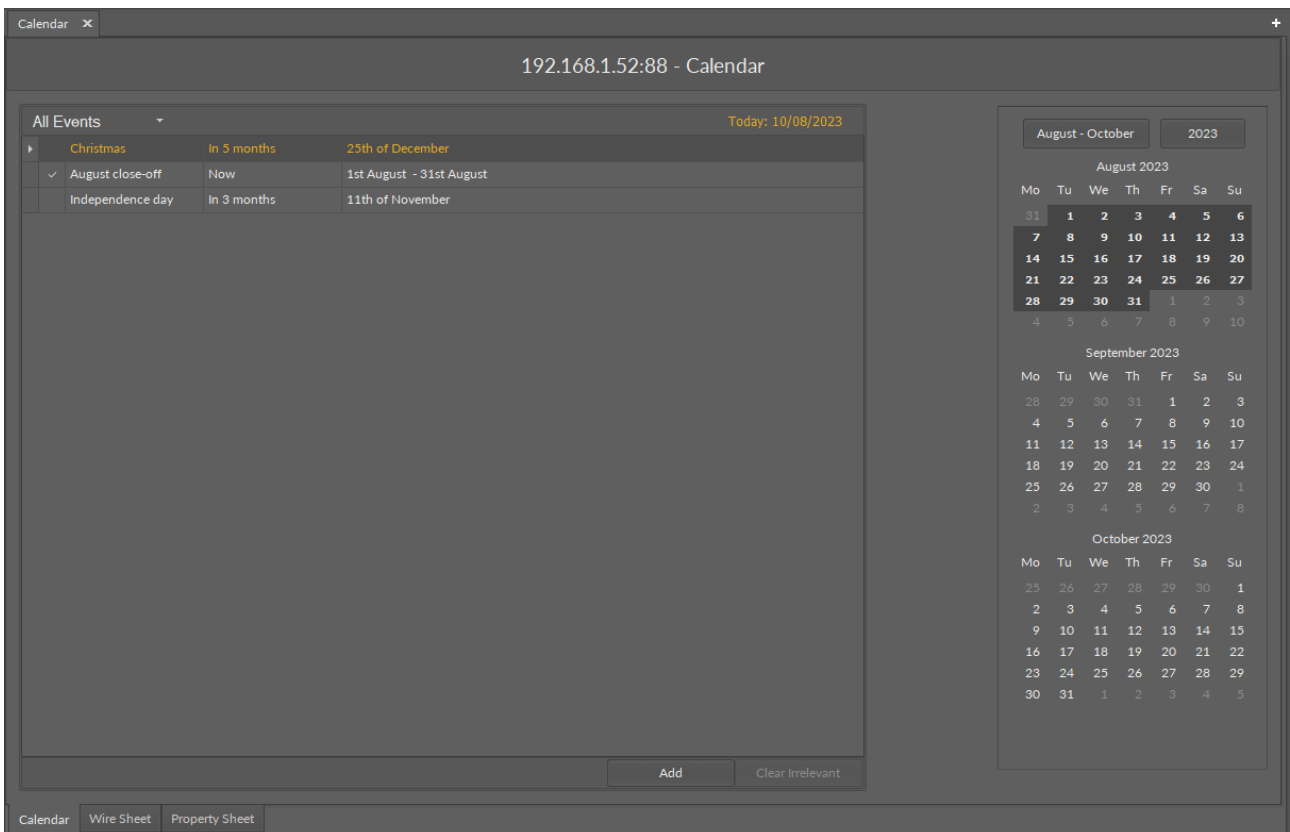 Calendar ✕ +
192.168.1.52:88 - Calendar
All Events Today: 10/08/2023
Christmas In 5 months 25th of December
August close-off Now 1st August - 31st August
Independence day In 3 months 11th of November
Add Clear Irrelevant
August - October 2023
August 2023
Mo Tu We Th Fr Sa Su
31 1 2 3 4 5 6
7 8 9 10 11 12 13
14 15 16 17 18 19 20
21 22 23 24 25 26 27
28 29 30 31 1 2 3
4 5 6 7 8 9 10
September 2023
Mo Tu We Th Fr Sa Su
28 29 30 31 1 2 3
4 5 6 7 8 9 10
11 12 13 14 15 16 17
18 19 20 21 22 23 24
25 26 27 28 29 30 1
2 3 4 5 6 7 8
October 2023
Mo Tu We Th Fr Sa Su
25 26 27 28 29 30 1
2 3 4 5 6 7 8
9 10 11 12 13 14 15
16 17 18 19 20 21 22
23 24 25 26 27 28 29
30 31 1 2 3 4 5
Calendar Wire Sheet Property Sheet